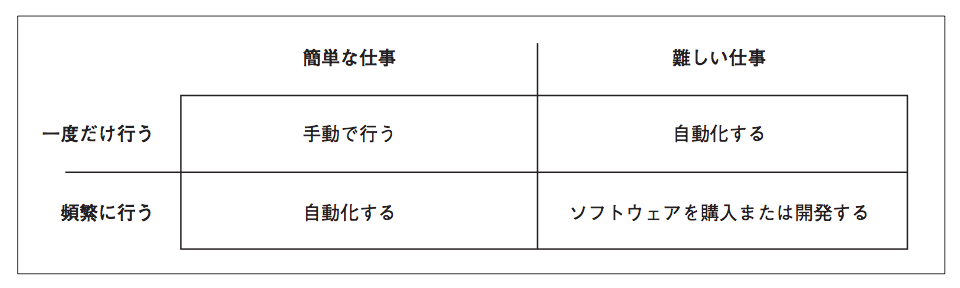 簡単な仕事 難しい仕事
一度だけ行う 手動で行う 自動化する
頻繁に行う 自動化する ソフトウェアを購入または開発する